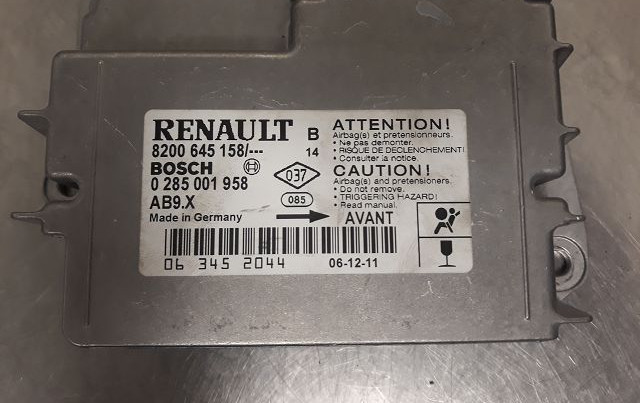 RENAULT B
8200 645 158/--- 14
BOSCH
0 285 001 958
037
AB9.X
085
Made in Germany
AVANT
ATTENTION!
Airbag(s) et pretensionneurs.
• Ne pas demonter.
• RISQUE DE DECLENCHEMENT!
• Consulter la notice.
CAUTION!
Airbag(s) and pretensioners.
• Do not remove.
• TRIGGERING HAZARD!
• Read manual.
06 345 2044
06-12-11